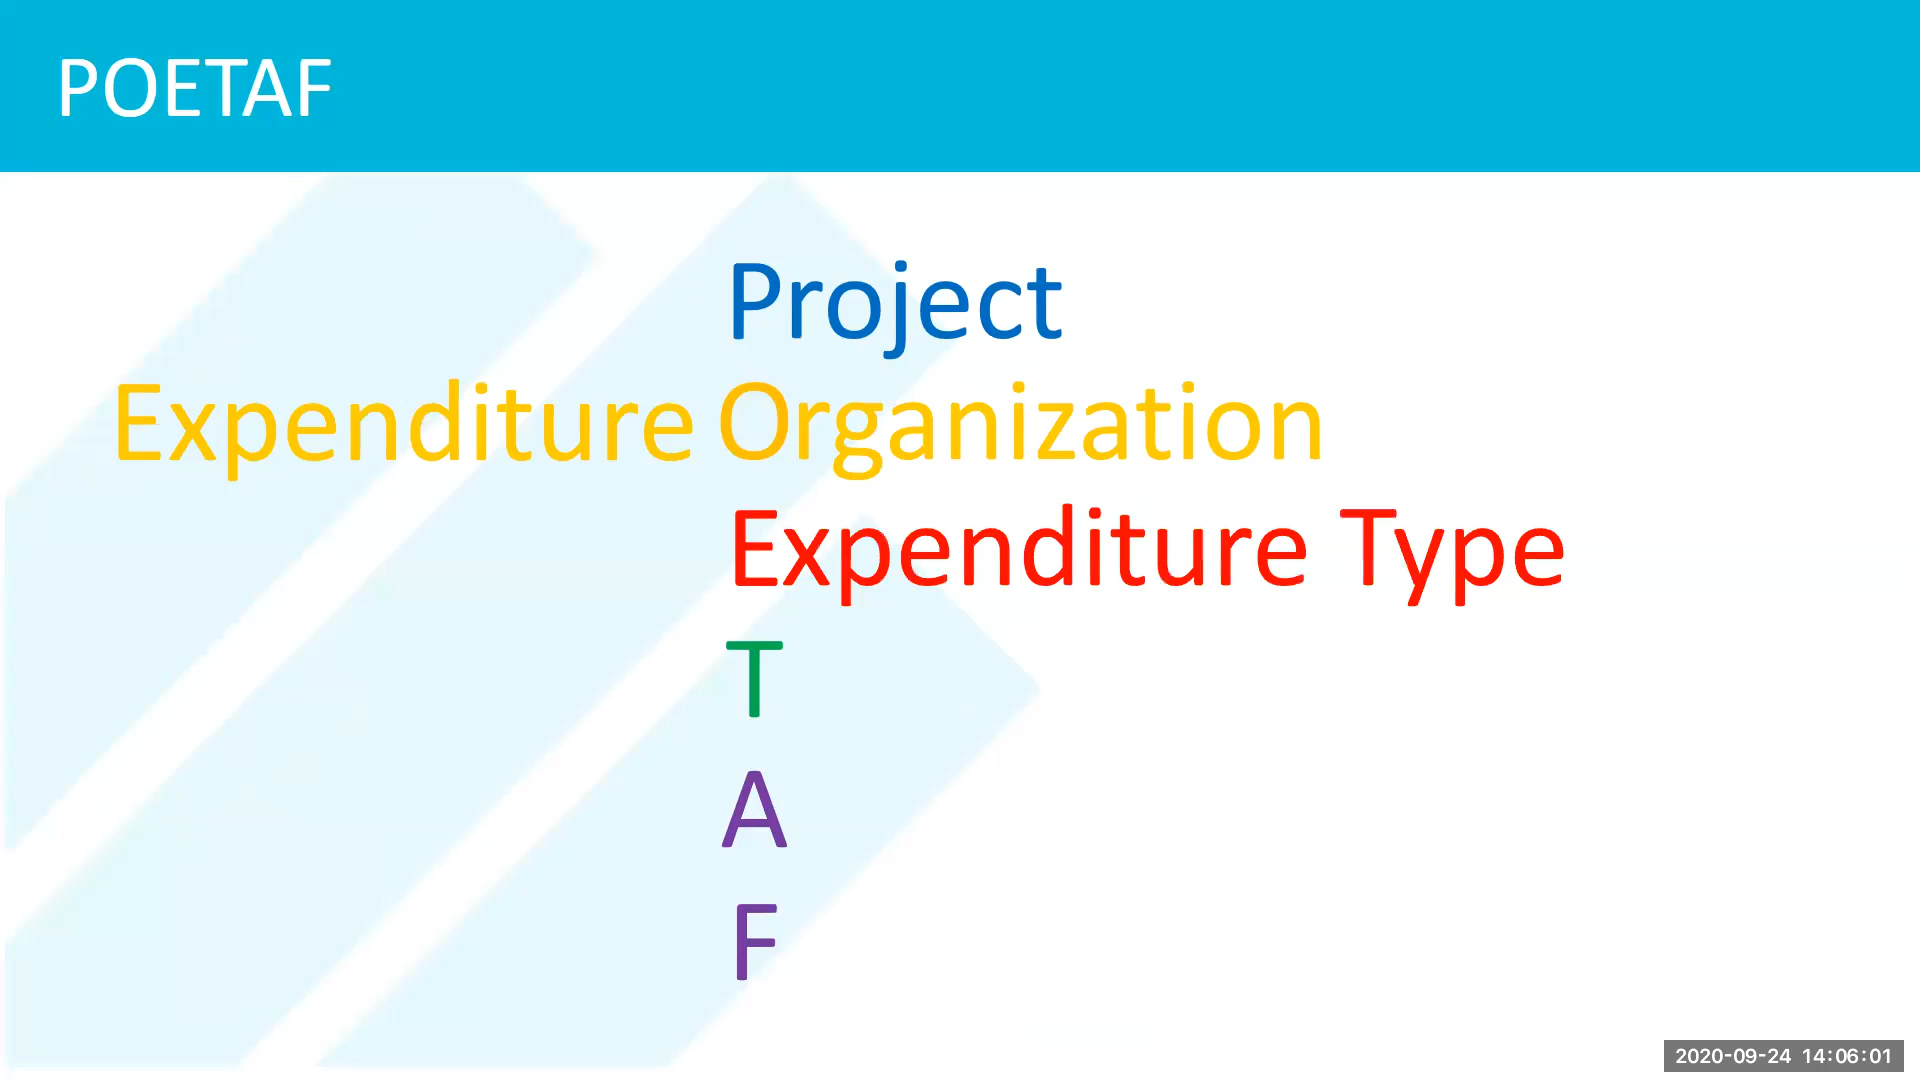 POETAF
Project
Expenditure Organization
Expenditure Type
T
A
F
2020-09-24 14:06:01